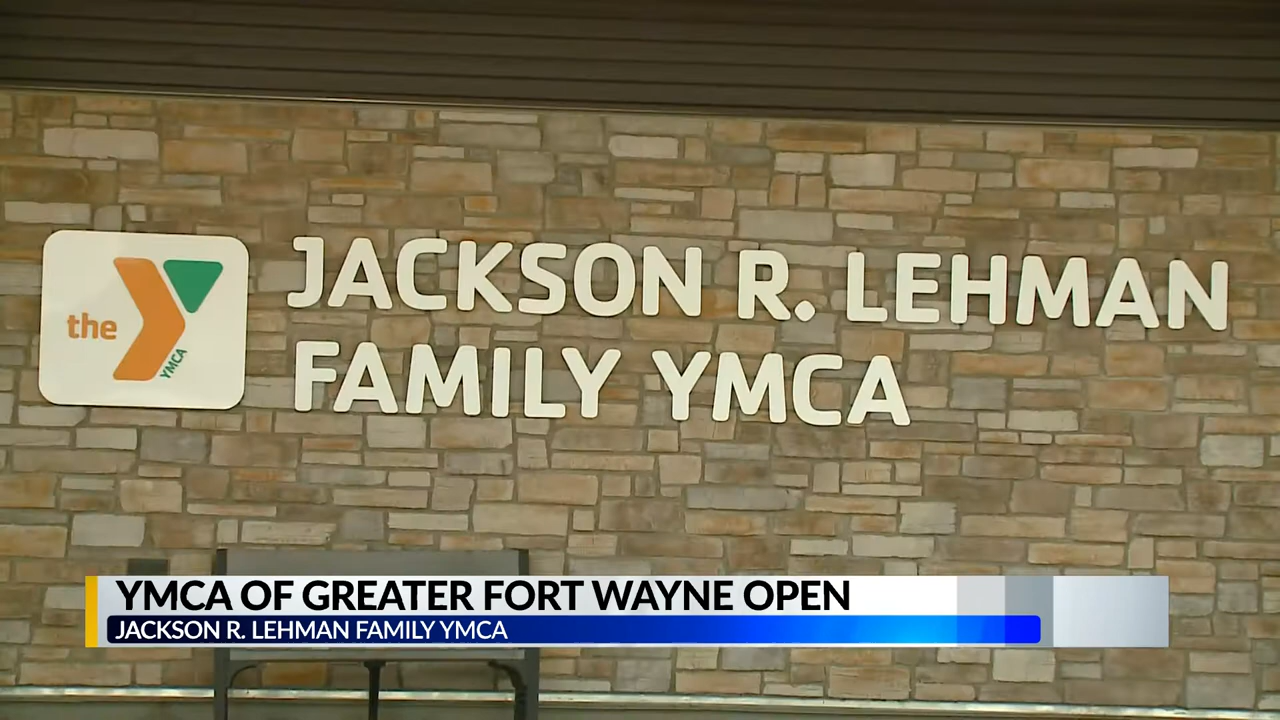 the
YMCA
JACKSON R. LEHMAN
FAMILY YMCA
YMCA OF GREATER FORT WAYNE OPEN
JACKSON R. LEHMAN FAMILY YMCA